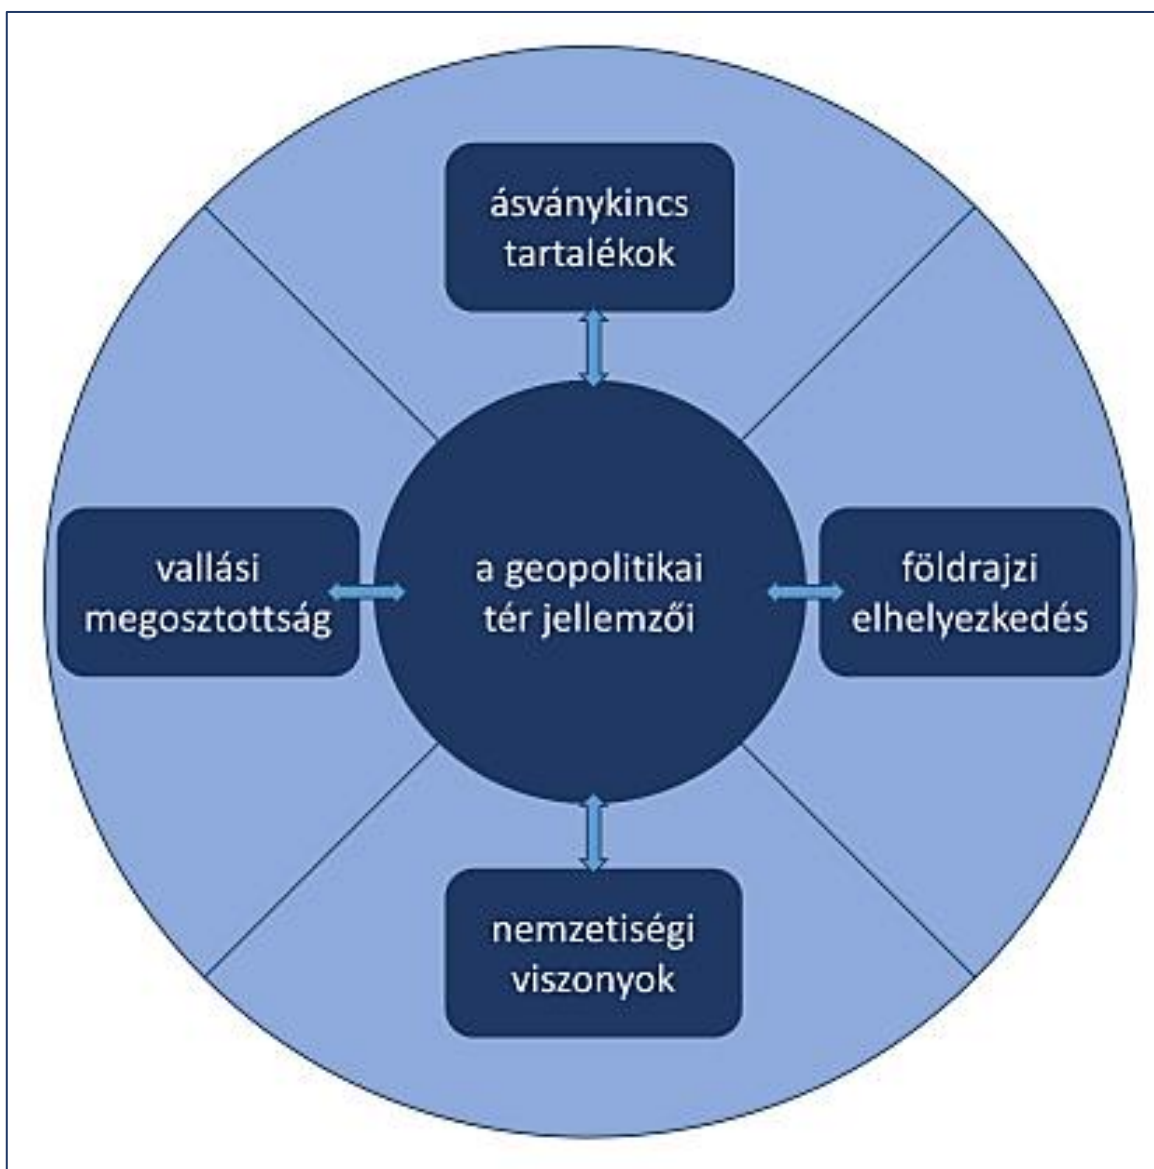 ásványkincs
tartalékok
vallási
megosztottság
a geopolitikai
tér jellemzői
földrajzi
elhelyezkedés
nemzetiségi
viszonyok